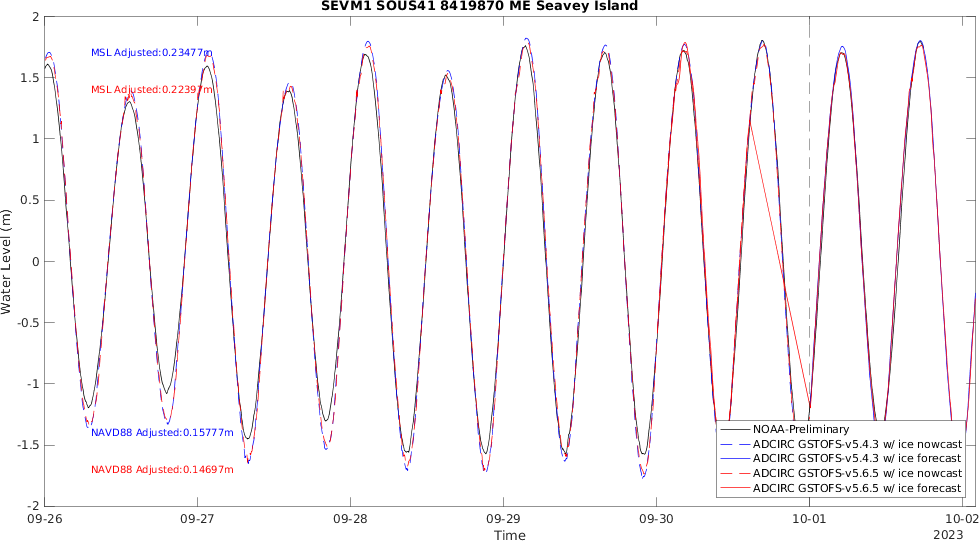 SEVM1 SOUS41 8419870 ME Seavey Island
2
1.5
1
0.5
0
-0.5
-1
-1.5
-2
Water Level (m)
MSL Adjusted:0.23477m
MSL Adjusted:0.22397m
NAVD88 Adjusted:0.15777m
NAVD88 Adjusted:0.14697m
NOAA-Preliminary
ADCIRC GSTOFS-v5.4.3 w/ ice nowcast
ADCIRC GSTOFS-v5.4.3 w/ ice forecast
ADCIRC GSTOFS-v5.6.5 w/ ice nowcast
ADCIRC GSTOFS-v5.6.5 w/ ice forecast
09-26 09-27 09-28 09-29 09-30 10-01 10-02
Time
2023